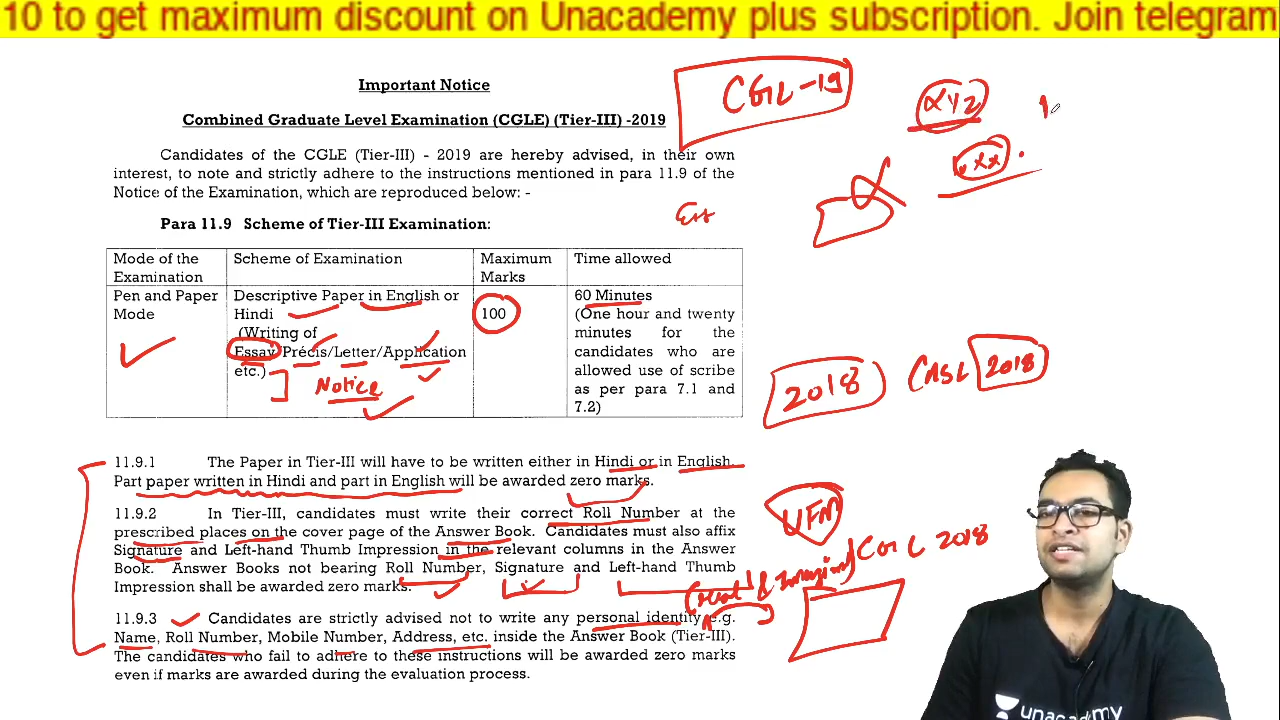 10 to get maximum discount on Unacademy plus subscription. Join telegram
Important Notice
Combined Graduate Level Examination (CGLE) (Tier-III) -2019
Candidates of the CGLE (Tier-III) - 2019 are hereby advised, in their own
interest, to note and strictly adhere to the instructions mentioned in para 11.9 of
the Notice of the Examination, which are reproduced below: -
Para 11.9 Scheme of Tier-III Examination:
Mode of the Examination
Scheme of Examination
Maximum Marks
Time allowed
Pen and Paper Mode
Descriptive Paper in English or
Hindi
(Writing of
Essay/Précis/Letter/Application
etc.)
100
60 Minutes
(One hour and twenty
minutes for the
candidates who are
allowed use of scribe
as per para 7.1 and
7.2)
Notice
11.9.1 The Paper in Tier-III will have to be written either in Hindi or in English.
Part paper written in Hindi and part in English will be awarded zero marks.
11.9.2 In Tier-III, candidates must write their correct Roll Number at the
prescribed places on the cover page of the Answer Book. Candidates must also affix
Signature and Left-hand Thumb Impression in the relevant columns in the Answer
Book. Answer Books not bearing Roll Number, Signature and Left-hand Thumb
Impression shall be awarded zero marks.
11.9.3 Candidates are strictly advised not to write any personal identity e.g.
Name, Roll Number, Mobile Number, Address, etc. inside the Answer Book (Tier-III).
The candidates who fail to adhere to these instructions will be awarded zero marks
even if marks are awarded during the evaluation process.
CGL-19
XYZ
XXX
2018
2018
UFM
CGL 2018
unacademy